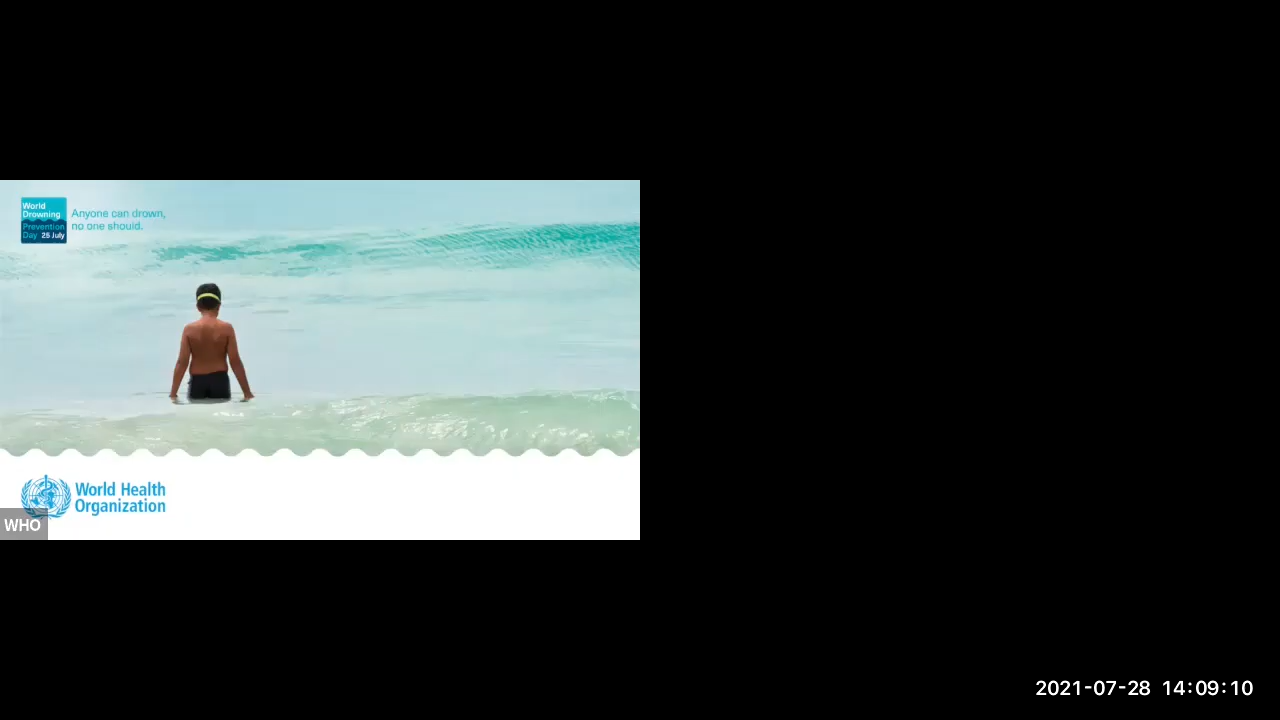 World
Drowning
Prevention
Day 25 July
Anyone can drown,
no one should.
World Health
Organization
WHO
2021-07-28 14:09:10